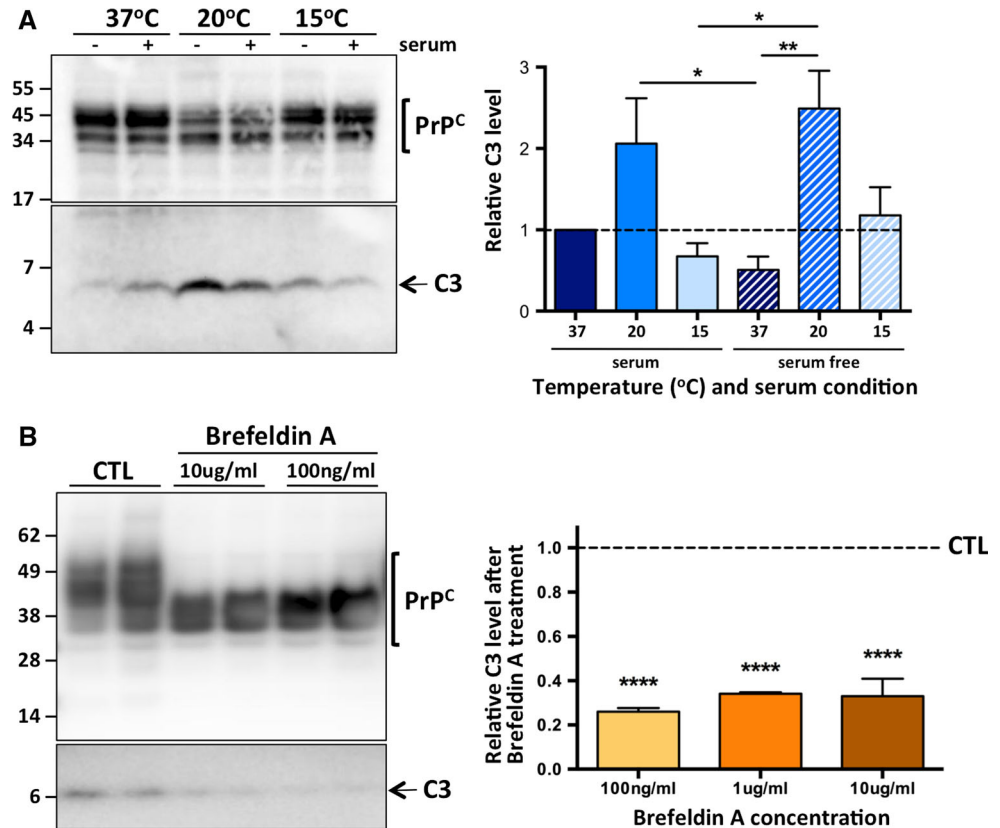 A
37°C 20°C 15°C
- + - + - + serum
55
45
34
17
PrPᶜ
7
4
C3
Relative C3 level
3
2
1
0
*
**
*
37 20 15 37 20 15
serum serum free
Temperature (°C) and serum condition
B
Brefeldin A
CTL 10ug/ml 100ng/ml
62
49
38
28
14
PrPᶜ
6
C3
Relative C3 level after
Brefeldin A treatment
1.0
0.8
0.6
0.4
0.2
0.0
CTL
**** **** ****
100ng/ml 1ug/ml 10ug/ml
Brefeldin A concentration